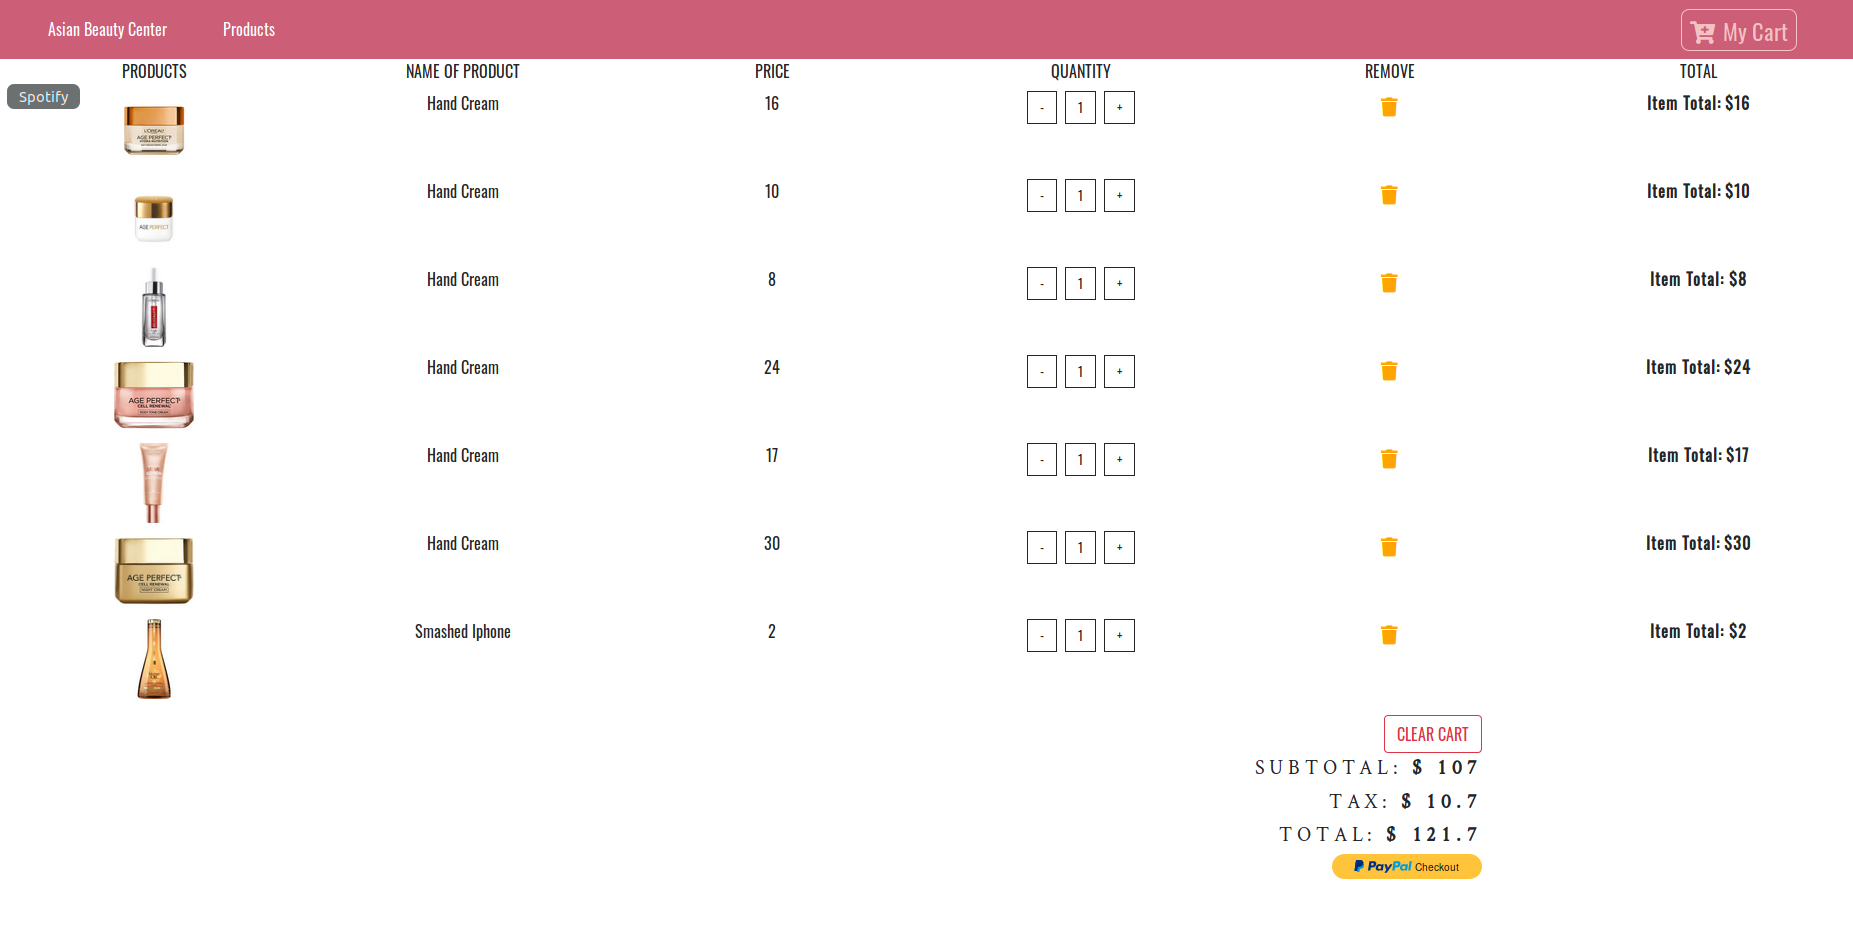 Asian Beauty Center Products My Cart
PRODUCTS NAME OF PRODUCT PRICE QUANTITY REMOVE TOTAL
Spotify
L'OREAL
AGE PERFECT
Hand Cream 16 - 1 + Item Total: $16
AGE PERFECT
Hand Cream 10 - 1 + Item Total: $10
Hand Cream 8 - 1 + Item Total: $8
AGE PERFECT
CELL RENEWAL
Hand Cream 24 - 1 + Item Total: $24
Hand Cream 17 - 1 + Item Total: $17
AGE PERFECT
CELL RENEWAL
NIGHT CREAM
Hand Cream 30 - 1 + Item Total: $30
Smashed Iphone 2 - 1 + Item Total: $2
CLEAR CART
SUBTOTAL: $ 107
TAX: $ 10.7
TOTAL: $ 121.7
PayPal Checkout